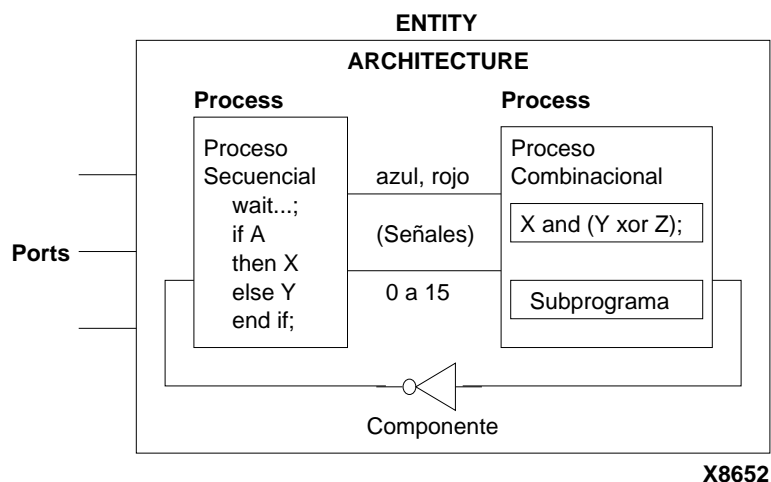 ENTITY
ARCHITECTURE
Process
Proceso
Secuencial
wait...;
if A
then X
else Y
end if;
azul, rojo
(Señales)
0 a 15
Process
Proceso
Combinacional
X and (Y xor Z);
Subprograma
Ports
Componente
X8652